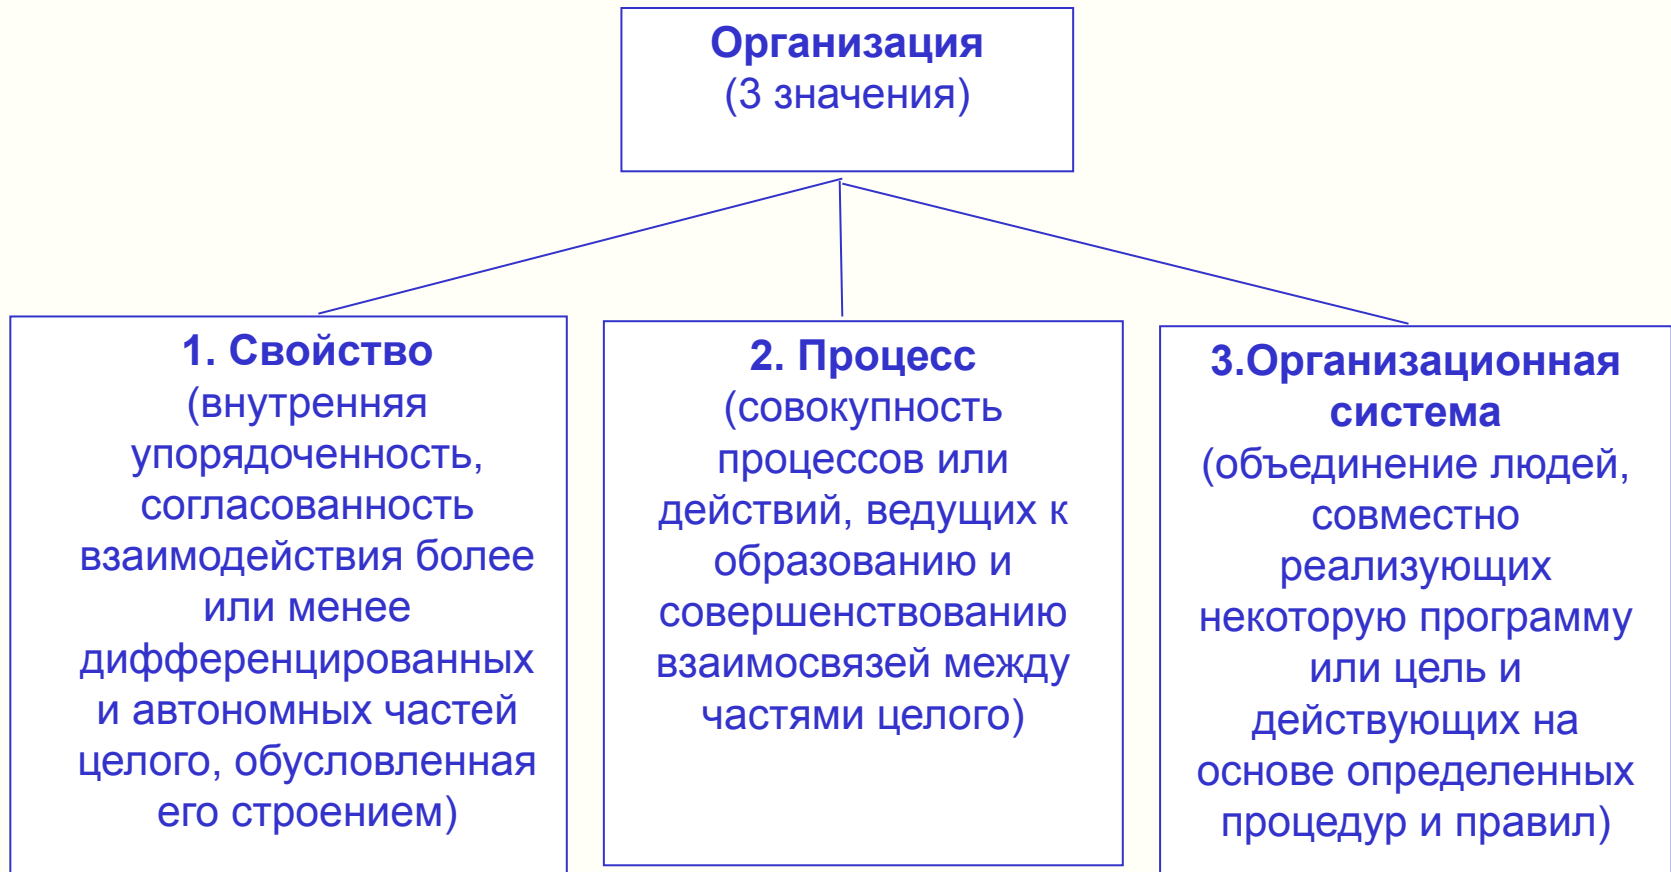 Организация
(3 значения)
1. Свойство
(внутренняя
упорядоченность,
согласованность
взаимодействия более
или менее
дифференцированных
и автономных частей
целого, обусловленная
его строением)
2. Процесс
(совокупность
процессов или
действий, ведущих к
образованию и
совершенствованию
взаимосвязей между
частями целого)
3.Организационная
система
(объединение людей,
совместно
реализующих
некоторую программу
или цель и
действующих на
основе определенных
процедур и правил)